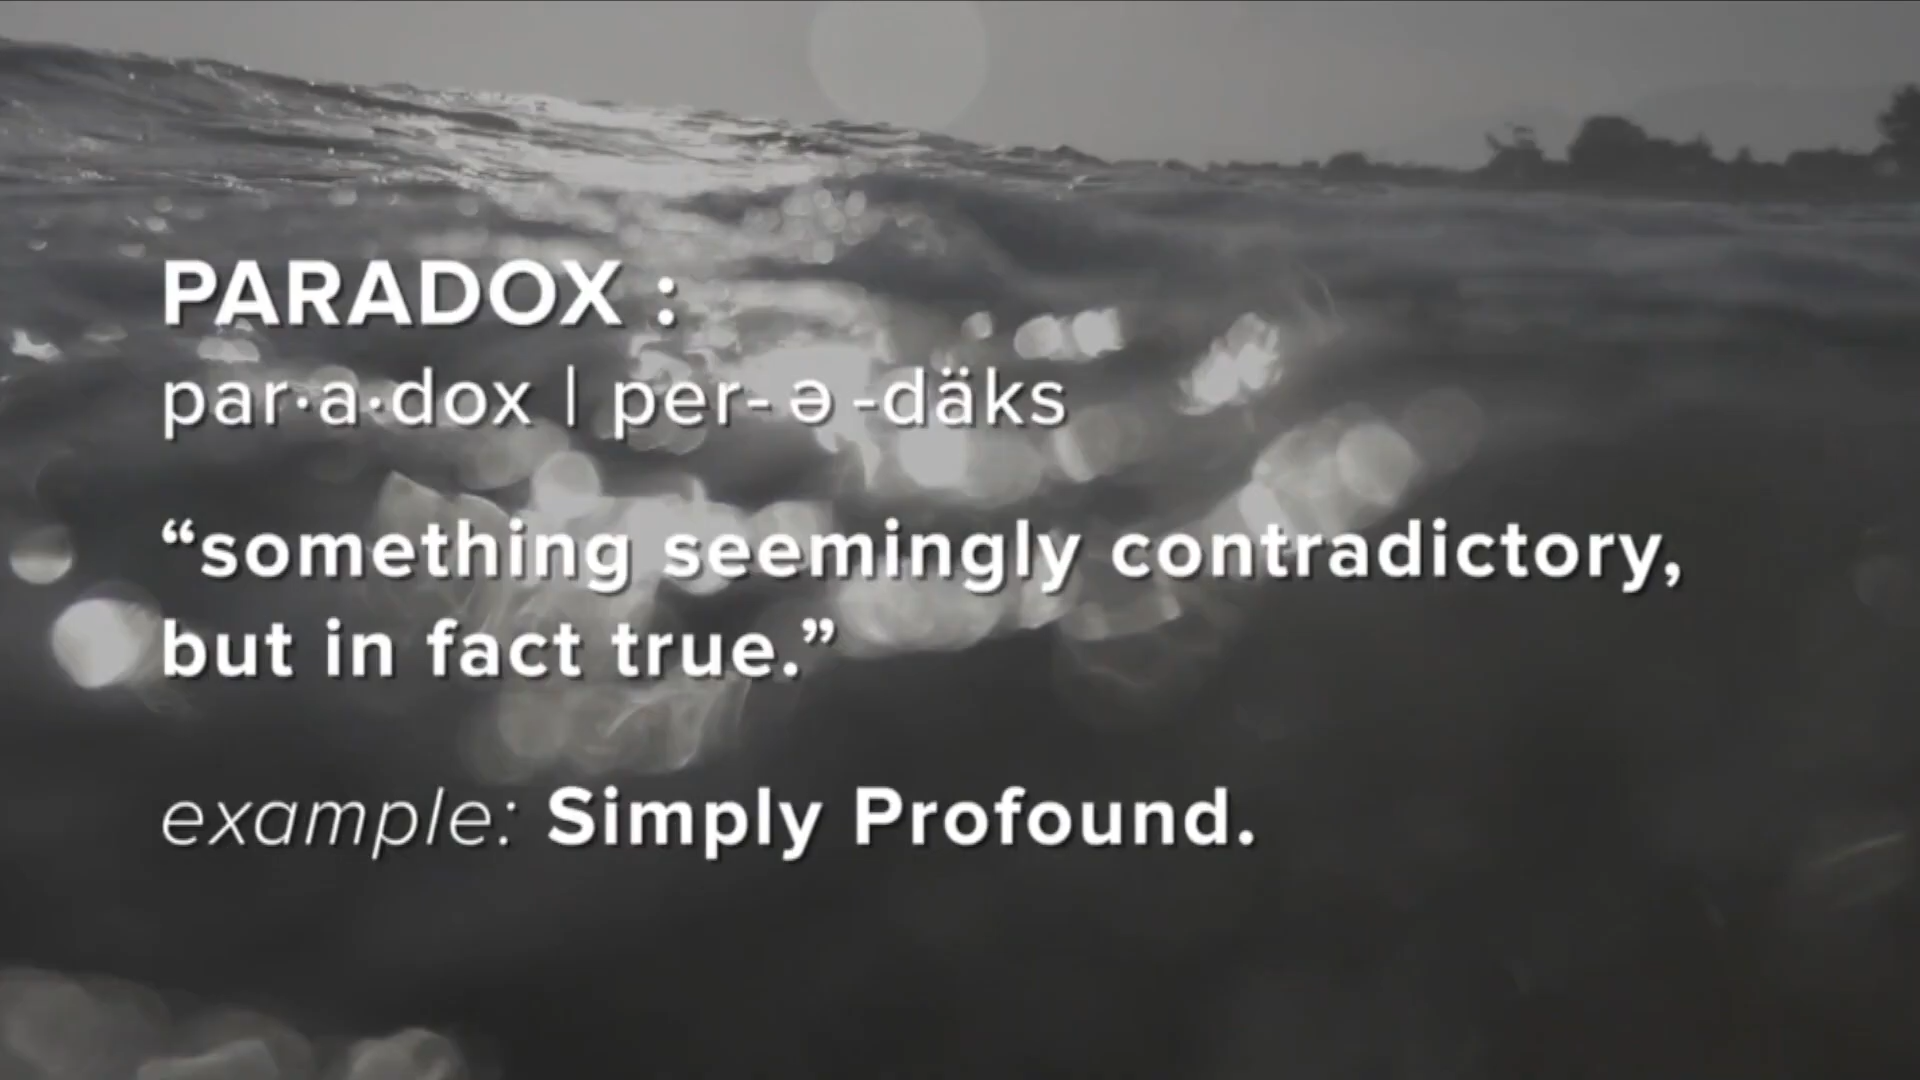 PARADOX :
par·a·dox | per- ə -däks
“something seemingly contradictory,
but in fact true.”
example: Simply Profound.